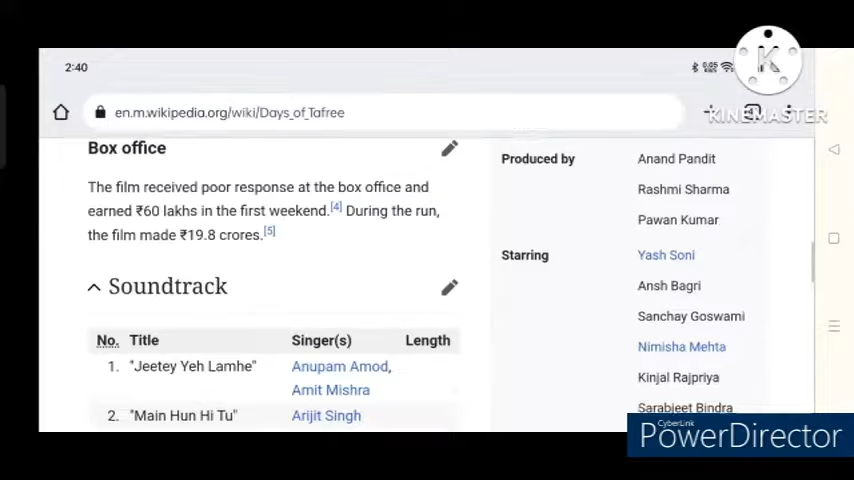 2:40
K
KINEMASTER
en.m.wikipedia.org/wiki/Days_of_Tafree
Box office
The film received poor response at the box office and
earned ₹60 lakhs in the first weekend.[4] During the run,
the film made ₹19.8 crores.[5]
Soundtrack
No. Title Singer(s) Length
1. "Jeetey Yeh Lamhe" Anupam Amod,
Amit Mishra
2. "Main Hun Hi Tu" Arijit Singh
Produced by Anand Pandit
Rashmi Sharma
Pawan Kumar
Starring Yash Soni
Ansh Bagri
Sanchay Goswami
Nimisha Mehta
Kinjal Rajpriya
Sarabjeet Bindra
CyberLink
PowerDirector